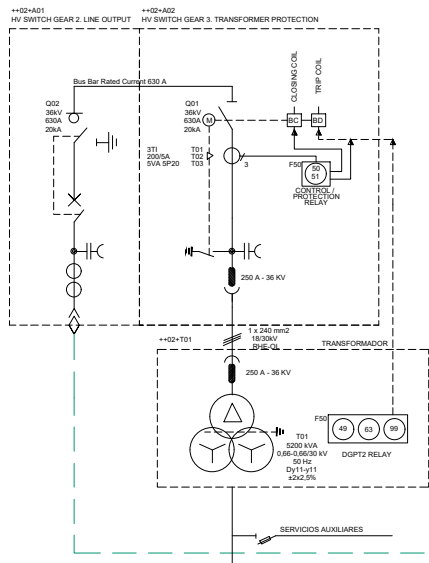 ++02+A01
HV SWITCH GEAR 2. LINE OUTPUT
++02+A02
HV SWITCH GEAR 3. TRANSFORMER PROTECTION
Bus Bar Rated Current 630 A
CLOSING COIL
TRIP COIL
Q02
36kV
630A
20kA
Q01
36kV
630A
20kA
M
BC
BD
3TI
200/5A
5VA 5P20
T01
T02
T03
3
F50
50
51
CONTROL /
PROTECTION
RELAY
250 A - 36 KV
1 x 240 mm2
18/30kV
RHE-OL
++02+T01
TRANSFORMADOR
250 A - 36 KV
T01
5200 kVA
0,66-0,66/30 kV
50 Hz
Dy11-y11
±2x2,5%
F50
49
63
99
DGPT2 RELAY
SERVICIOS AUXILIARES